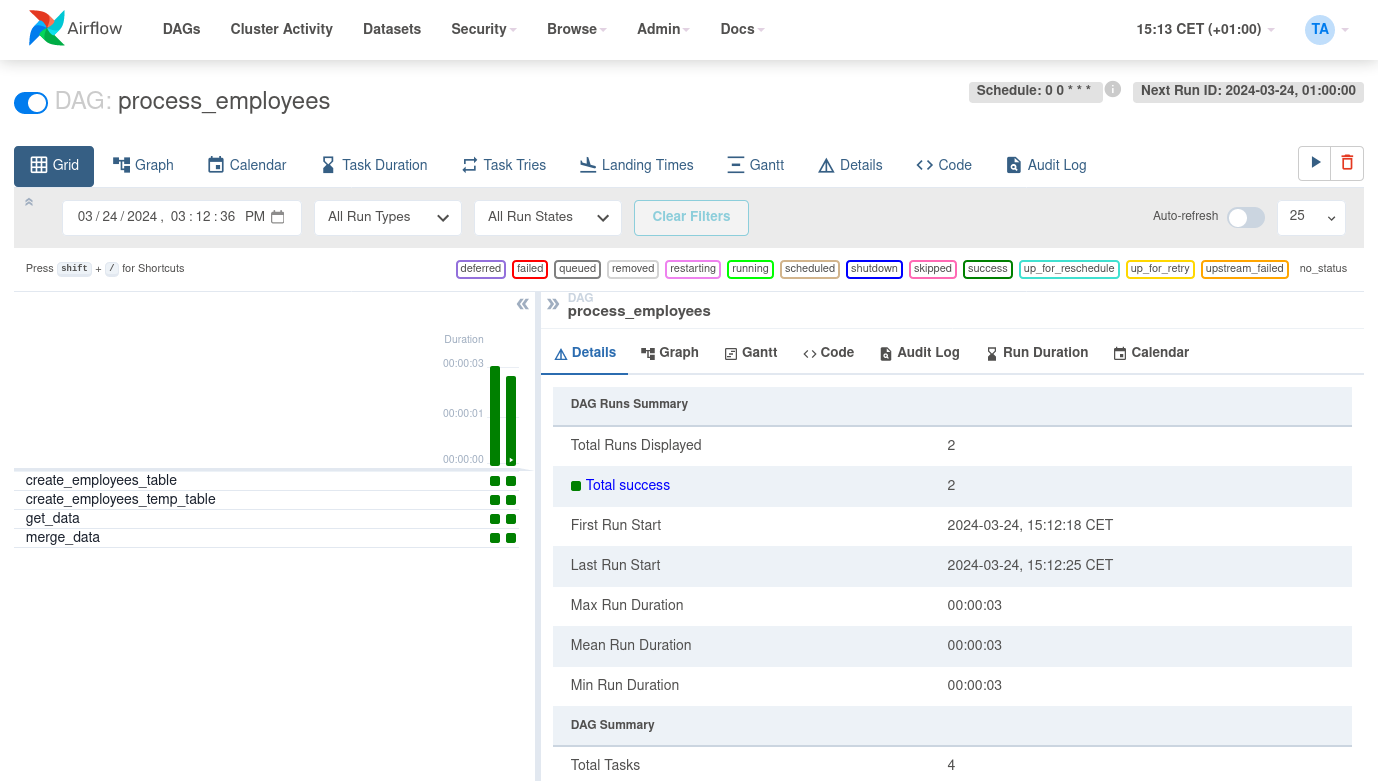 Airflow DAGs Cluster Activity Datasets Security Browse Admin Docs 15:13 CET (+01:00) TA
DAG: process_employees
Schedule: 0 0 * * * i Next Run ID: 2024-03-24, 01:00:00
Grid Graph Calendar Task Duration Task Tries Landing Times Gantt Details Code Audit Log
03 / 24 / 2024 , 03 : 12 : 36 PM All Run Types All Run States Clear Filters Auto-refresh 25
Press shift + / for Shortcuts deferred failed queued removed restarting running scheduled shutdown skipped success up_for_reschedule up_for_retry upstream_failed no_status
Duration
00:00:03
00:00:01
00:00:00
create_employees_table
create_employees_temp_table
get_data
merge_data
DAG
process_employees
Details Graph Gantt Code Audit Log Run Duration Calendar
DAG Runs Summary
Total Runs Displayed 2
Total success 2
First Run Start 2024-03-24, 15:12:18 CET
Last Run Start 2024-03-24, 15:12:25 CET
Max Run Duration 00:00:03
Mean Run Duration 00:00:03
Min Run Duration 00:00:03
DAG Summary
Total Tasks 4